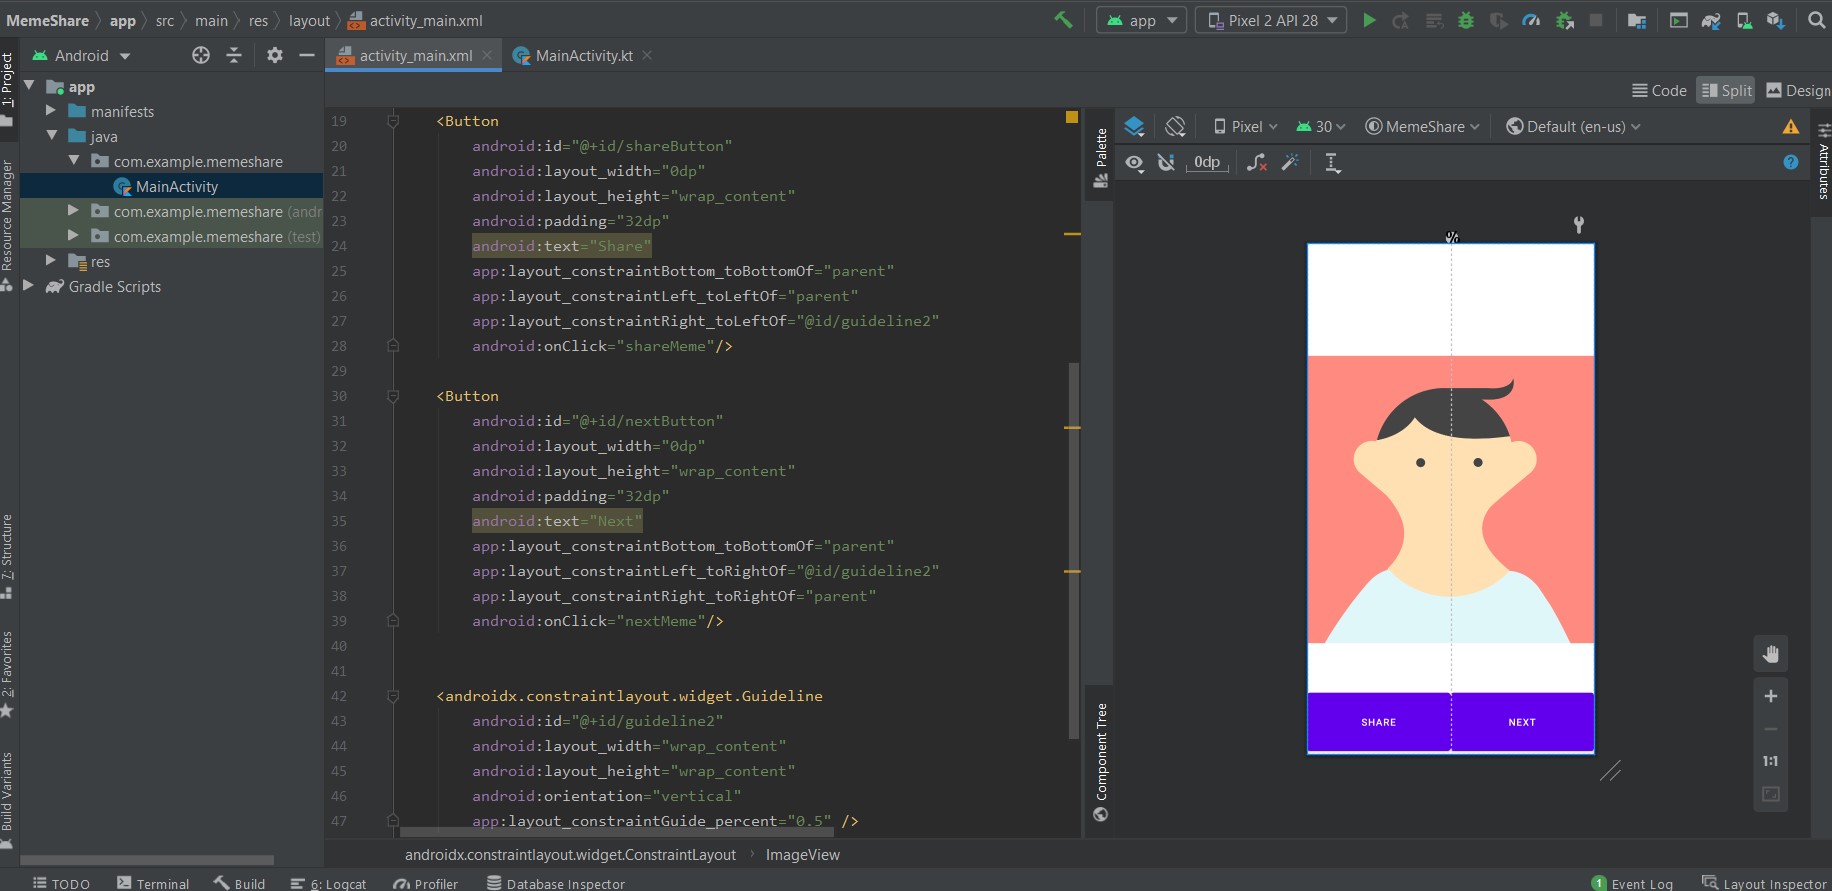 MemeShare app src main res layout activity_main.xml
app Pixel 2 API 28
Android
activity_main.xml MainActivity.kt
Code Split Design
1: Project
Resource Manager
7: Structure
2: Favorites
Build Variants
app
manifests
java
com.example.memeshare
MainActivity
com.example.memeshare (andr
com.example.memeshare (test)
res
Gradle Scripts
19 <Button
20 android:id="@+id/shareButton"
21 android:layout_width="0dp"
22 android:layout_height="wrap_content"
23 android:padding="32dp"
24 android:text="Share"
25 app:layout_constraintBottom_toBottomOf="parent"
26 app:layout_constraintLeft_toLeftOf="parent"
27 app:layout_constraintRight_toLeftOf="@id/guideline2"
28 android:onClick="shareMeme"/>
29
30 <Button
31 android:id="@+id/nextButton"
32 android:layout_width="0dp"
33 android:layout_height="wrap_content"
34 android:padding="32dp"
35 android:text="Next"
36 app:layout_constraintBottom_toBottomOf="parent"
37 app:layout_constraintLeft_toRightOf="@id/guideline2"
38 app:layout_constraintRight_toRightOf="parent"
39 android:onClick="nextMeme"/>
40
41
42 <androidx.constraintlayout.widget.Guideline
43 android:id="@+id/guideline2"
44 android:layout_width="wrap_content"
45 android:layout_height="wrap_content"
46 android:orientation="vertical"
47 app:layout_constraintGuide_percent="0.5" />
androidx.constraintlayout.widget.ConstraintLayout ImageView
Palette
Component Tree
Pixel 30 MemeShare Default (en-us)
0dp
?
Attributes
%
SHARE NEXT
1:1
TODO Terminal Build 6: Logcat Profiler Database Inspector 1 Event Log Layout Inspector